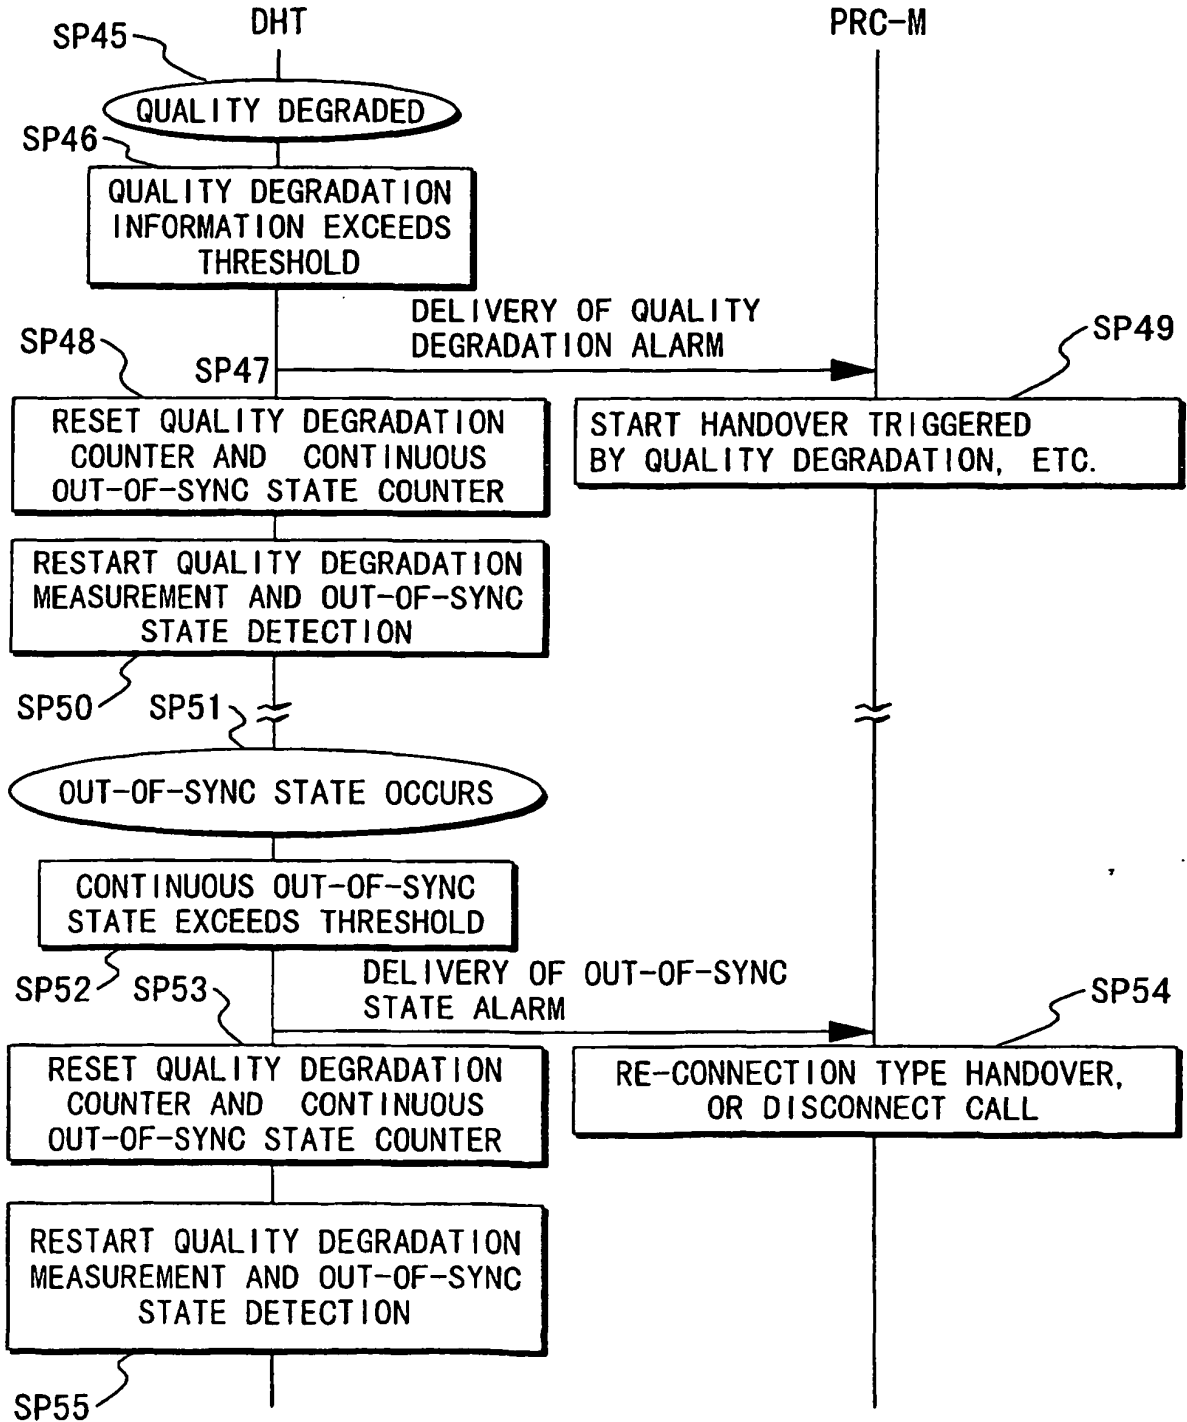 DHT
PRC-M
SP45
QUALITY DEGRADED
SP46
QUALITY DEGRADATION
INFORMATION EXCEEDS
THRESHOLD
DELIVERY OF QUALITY
DEGRADATION ALARM
SP48
SP47
SP49
RESET QUALITY DEGRADATION
COUNTER AND CONTINUOUS
OUT-OF-SYNC STATE COUNTER
START HANDOVER TRIGGERED
BY QUALITY DEGRADATION, ETC.
RESTART QUALITY DEGRADATION
MEASUREMENT AND OUT-OF-SYNC
STATE DETECTION
SP50
SP51
OUT-OF-SYNC STATE OCCURS
CONTINUOUS OUT-OF-SYNC
STATE EXCEEDS THRESHOLD
SP52
SP53
DELIVERY OF OUT-OF-SYNC
STATE ALARM
SP54
RESET QUALITY DEGRADATION
COUNTER AND CONTINUOUS
OUT-OF-SYNC STATE COUNTER
RE-CONNECTION TYPE HANDOVER,
OR DISCONNECT CALL
RESTART QUALITY DEGRADATION
MEASUREMENT AND OUT-OF-SYNC
STATE DETECTION
SP55